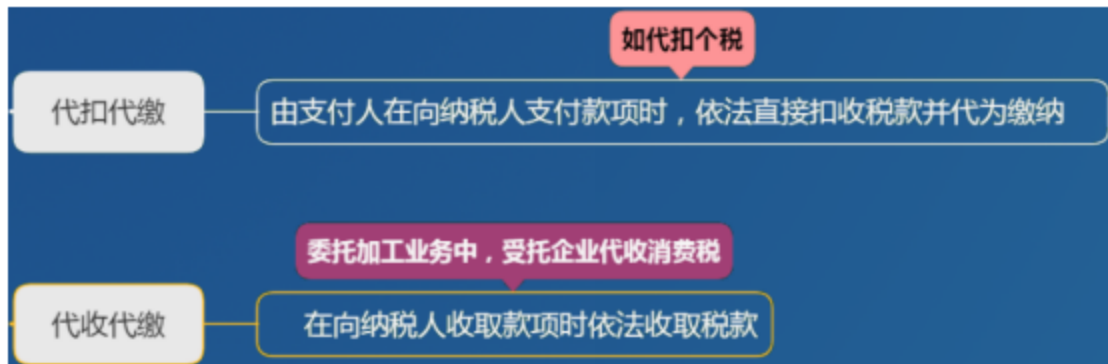 如代扣个税
代扣代缴
由支付人在向纳税人支付款项时，依法直接扣收税款并代为缴纳
委托加工业务中，受托企业代收消费税
代收代缴
在向纳税人收取款项时依法收取税款